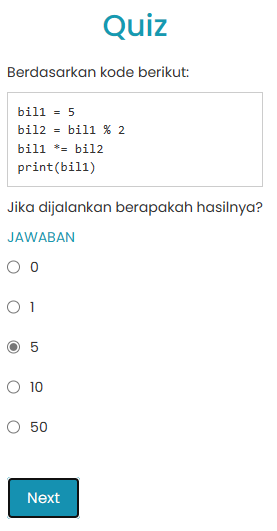 Quiz
Berdasarkan kode berikut:
bil1 = 5
bil2 = bil1 % 2
bil1 *= bil2
print(bil1)
Jika dijalankan berapakah hasilnya?
JAWABAN
0
1
5
10
50
Next